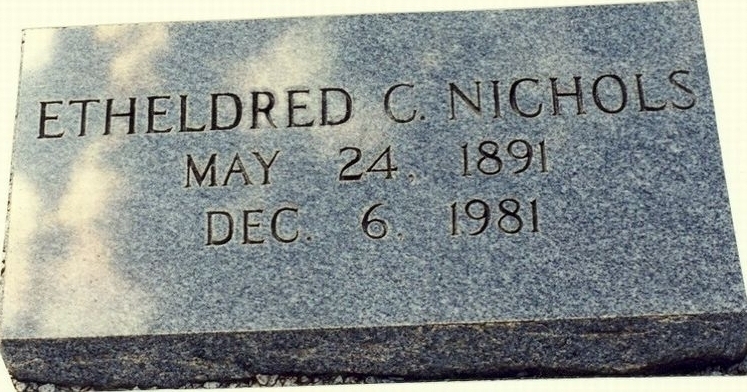 ETHELDRED C. NICHOLS
MAY 24, 1891
DEC. 6, 1981